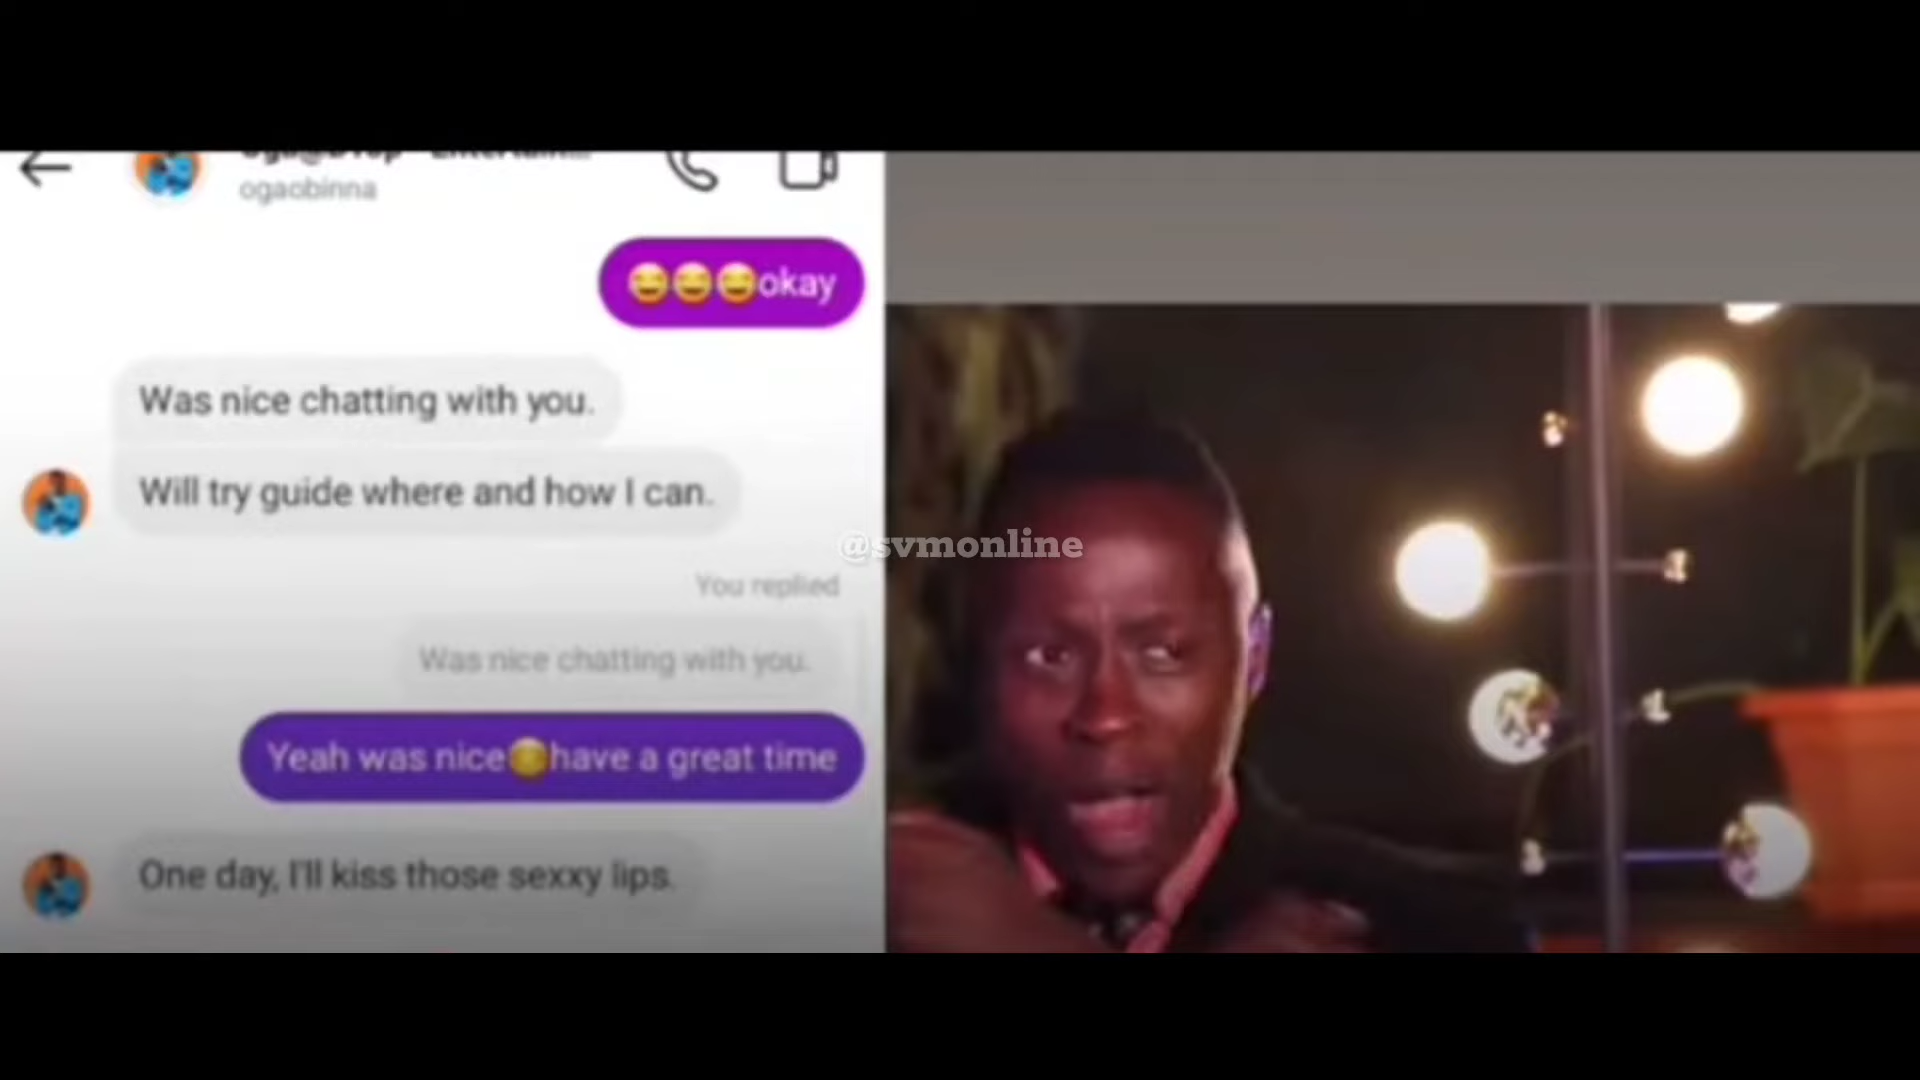 ogaobinna
😊😊😊okay
Was nice chatting with you.
Will try guide where and how I can.
@svmonline
You replied
Was nice chatting with you.
Yeah was nice😊have a great time
One day, I'll kiss those sexxy lips.